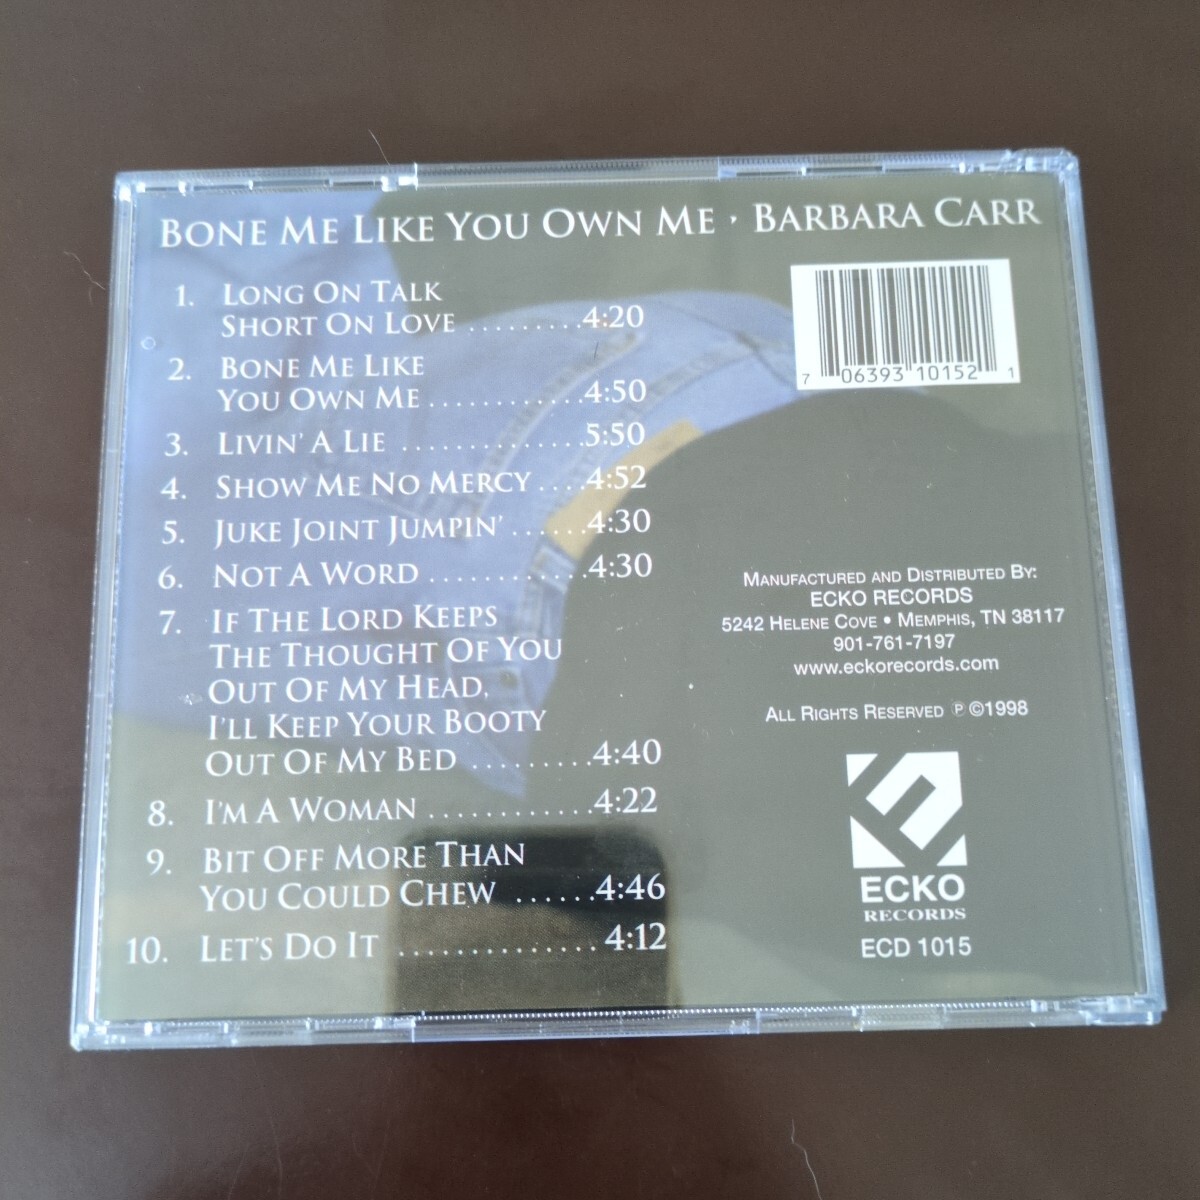 BONE ME LIKE YOU OWN ME · BARBARA CARR
1. LONG ON TALK
SHORT ON LOVE .........4:20
2. BONE ME LIKE
YOU OWN ME ............4:50
3. LIVIN' A LIE ............5:50
4. SHOW ME NO MERCY ....4:52
5. JUKE JOINT JUMPIN' ......4:30
6. NOT A WORD ............4:30
7. IF THE LORD KEEPS
THE THOUGHT OF YOU
OUT OF MY HEAD,
I'LL KEEP YOUR BOOTY
OUT OF MY BED .........4:40
8. I'M A WOMAN ............4:22
9. BIT OFF MORE THAN
YOU COULD CHEW ......4:46
10. LET'S DO IT ..............4:12
7 06393 10152 1
MANUFACTURED AND DISTRIBUTED BY:
ECKO RECORDS
5242 HELENE COVE • MEMPHIS, TN 38117
901-761-7197
www.eckorecords.com
ALL RIGHTS RESERVED ℗ ©1998
ECKO
RECORDS
ECD 1015